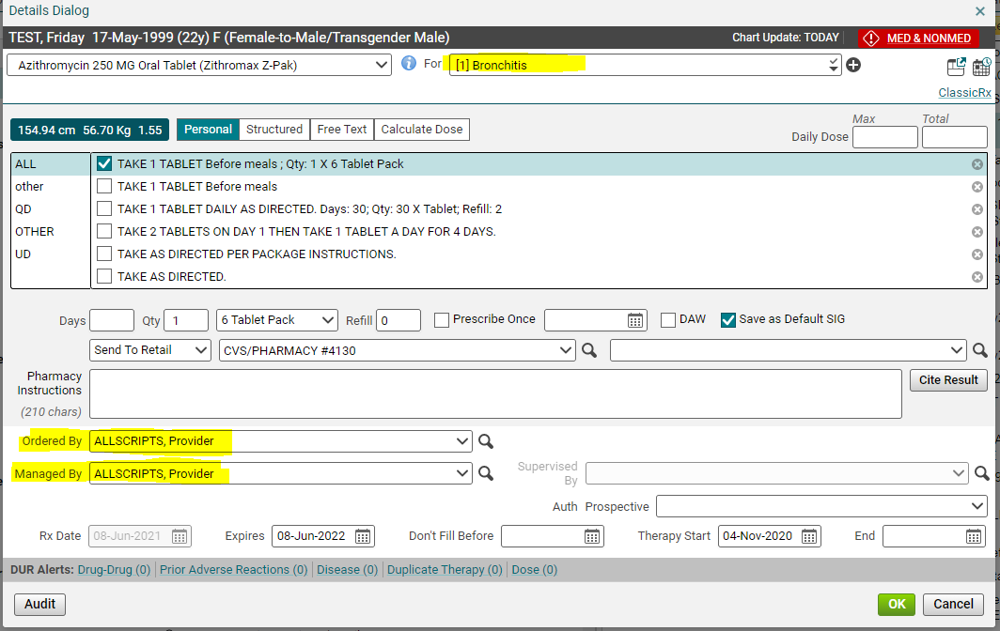 Details Dialog
TEST, Friday 17-May-1999 (22y) F (Female-to-Male/Transgender Male) Chart Update: TODAY MED & NONMED
Azithromycin 250 MG Oral Tablet (Zithromax Z-Pak) For [1] Bronchitis
ClassicRx
154.94 cm 56.70 Kg 1.55 Personal Structured Free Text Calculate Dose
Max Total
Daily Dose
ALL TAKE 1 TABLET Before meals ; Qty: 1 X 6 Tablet Pack
other TAKE 1 TABLET Before meals
QD TAKE 1 TABLET DAILY AS DIRECTED. Days: 30; Qty: 30 X Tablet; Refill: 2
OTHER TAKE 2 TABLETS ON DAY 1 THEN TAKE 1 TABLET A DAY FOR 4 DAYS.
UD TAKE AS DIRECTED PER PACKAGE INSTRUCTIONS.
TAKE AS DIRECTED.
Days Qty 1 6 Tablet Pack Refill 0 Prescribe Once DAW Save as Default SIG
Send To Retail CVS/PHARMACY #4130
Pharmacy
Instructions
(210 chars)
Cite Result
Ordered By ALLSCRIPTS, Provider
Managed By ALLSCRIPTS, Provider Supervised
By
Auth Prospective
Rx Date 08-Jun-2021 Expires 08-Jun-2022 Don't Fill Before Therapy Start 04-Nov-2020 End
DUR Alerts: Drug-Drug (0) Prior Adverse Reactions (0) Disease (0) Duplicate Therapy (0) Dose (0)
Audit OK Cancel